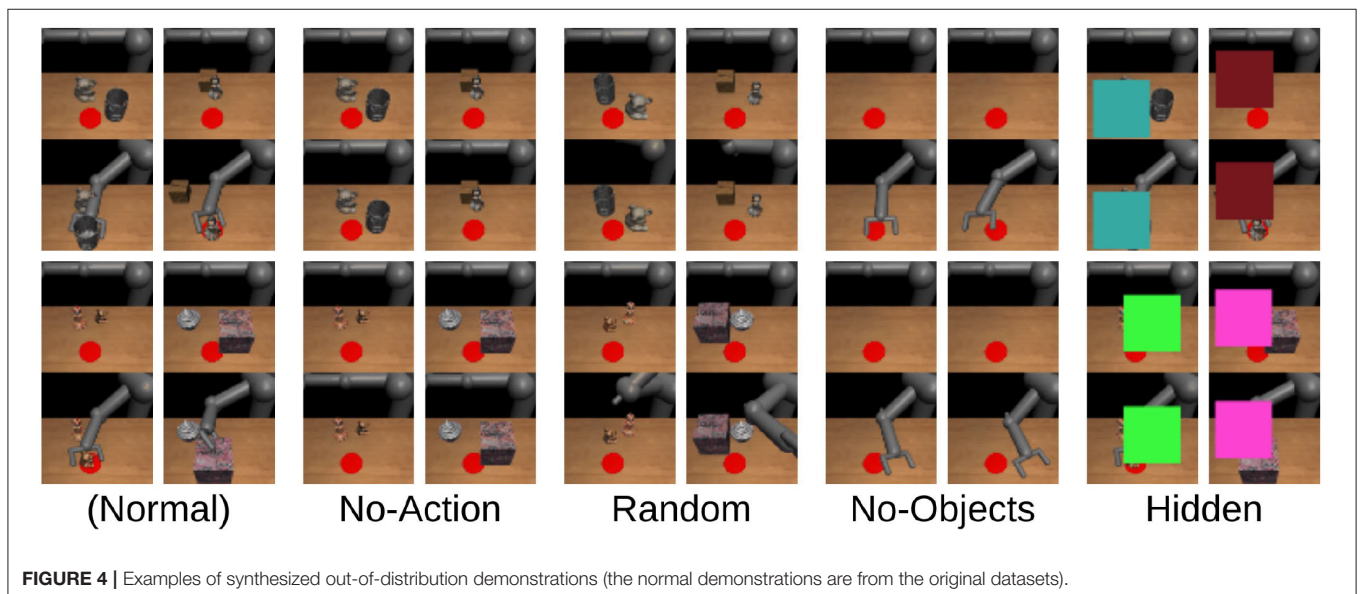 (Normal) No-Action Random No-Objects Hidden
FIGURE 4 | Examples of synthesized out-of-distribution demonstrations (the normal demonstrations are from the original datasets).